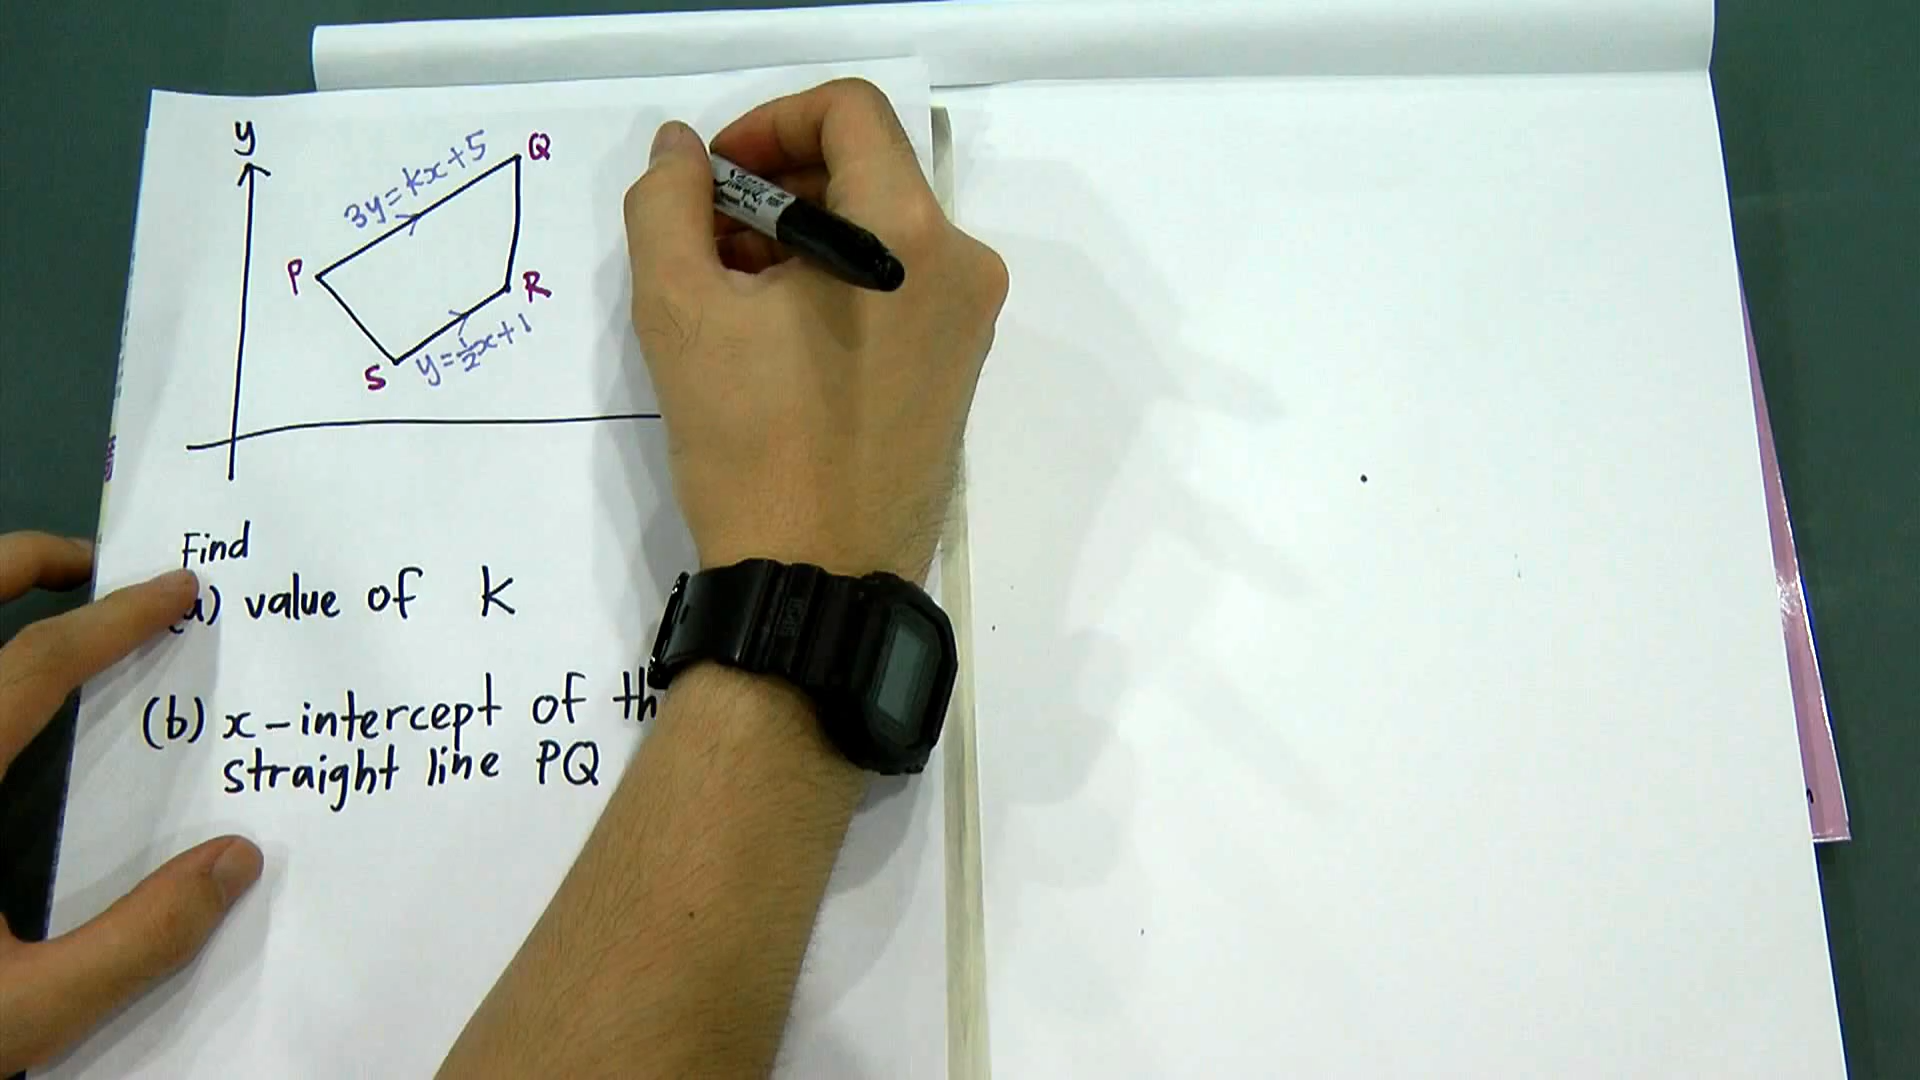 y
3y=kx+5
Q
P
R
S
y=½x+1
Find
a) value of k
(b) x-intercept of th
straight line PQ